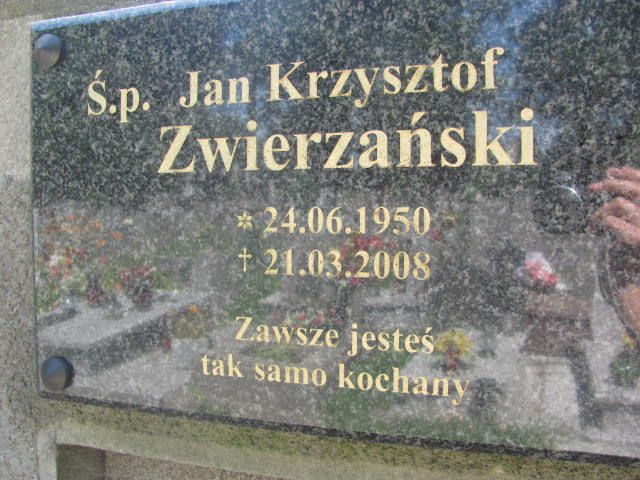 Ś.p. Jan Krzysztof
Zwierzański
* 24.06.1950
† 21.03.2008
Zawsze jesteś
tak samo kochany